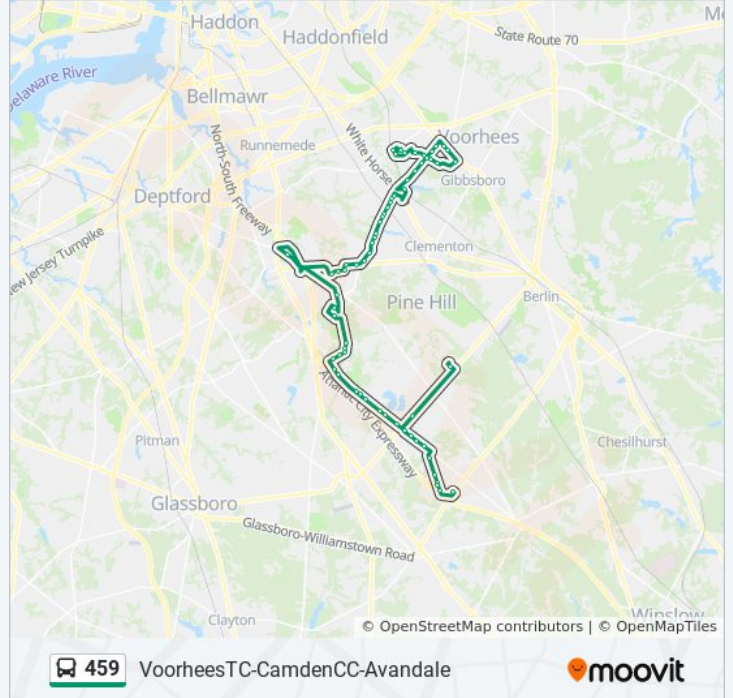 Haddon
Me
Haddonfield
State Route 70
Delaware River
Bellmawr
Voorhees
Runnemede
White Horse
North-South Freeway
Gibbsboro
Deptford
New Jersey Turnpike
Clementon
Pine Hill
Berlin
Atlantic City Expressway
Pitman
Chesilhurst
Glassboro
Glassboro-Williamstown Road
Clayton
Winslow
© OpenStreetMap contributors | © OpenMapTiles
459 VoorheesTC-CamdenCC-Avandale
moovit